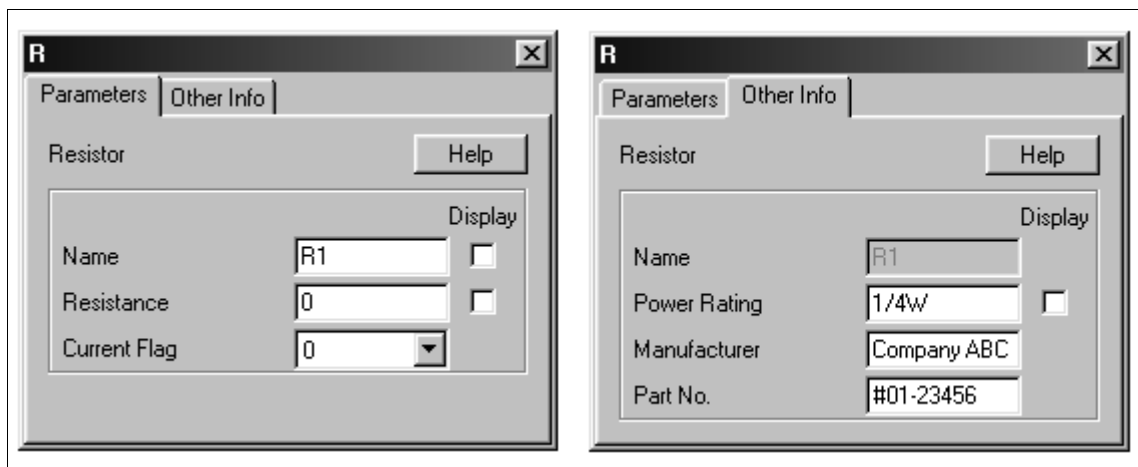 R
Parameters Other Info
Resistor Help
Display
Name R1
Resistance 0
Current Flag 0
R
Parameters Other Info
Resistor Help
Display
Name R1
Power Rating 1/4W
Manufacturer Company ABC
Part No. #01-23456